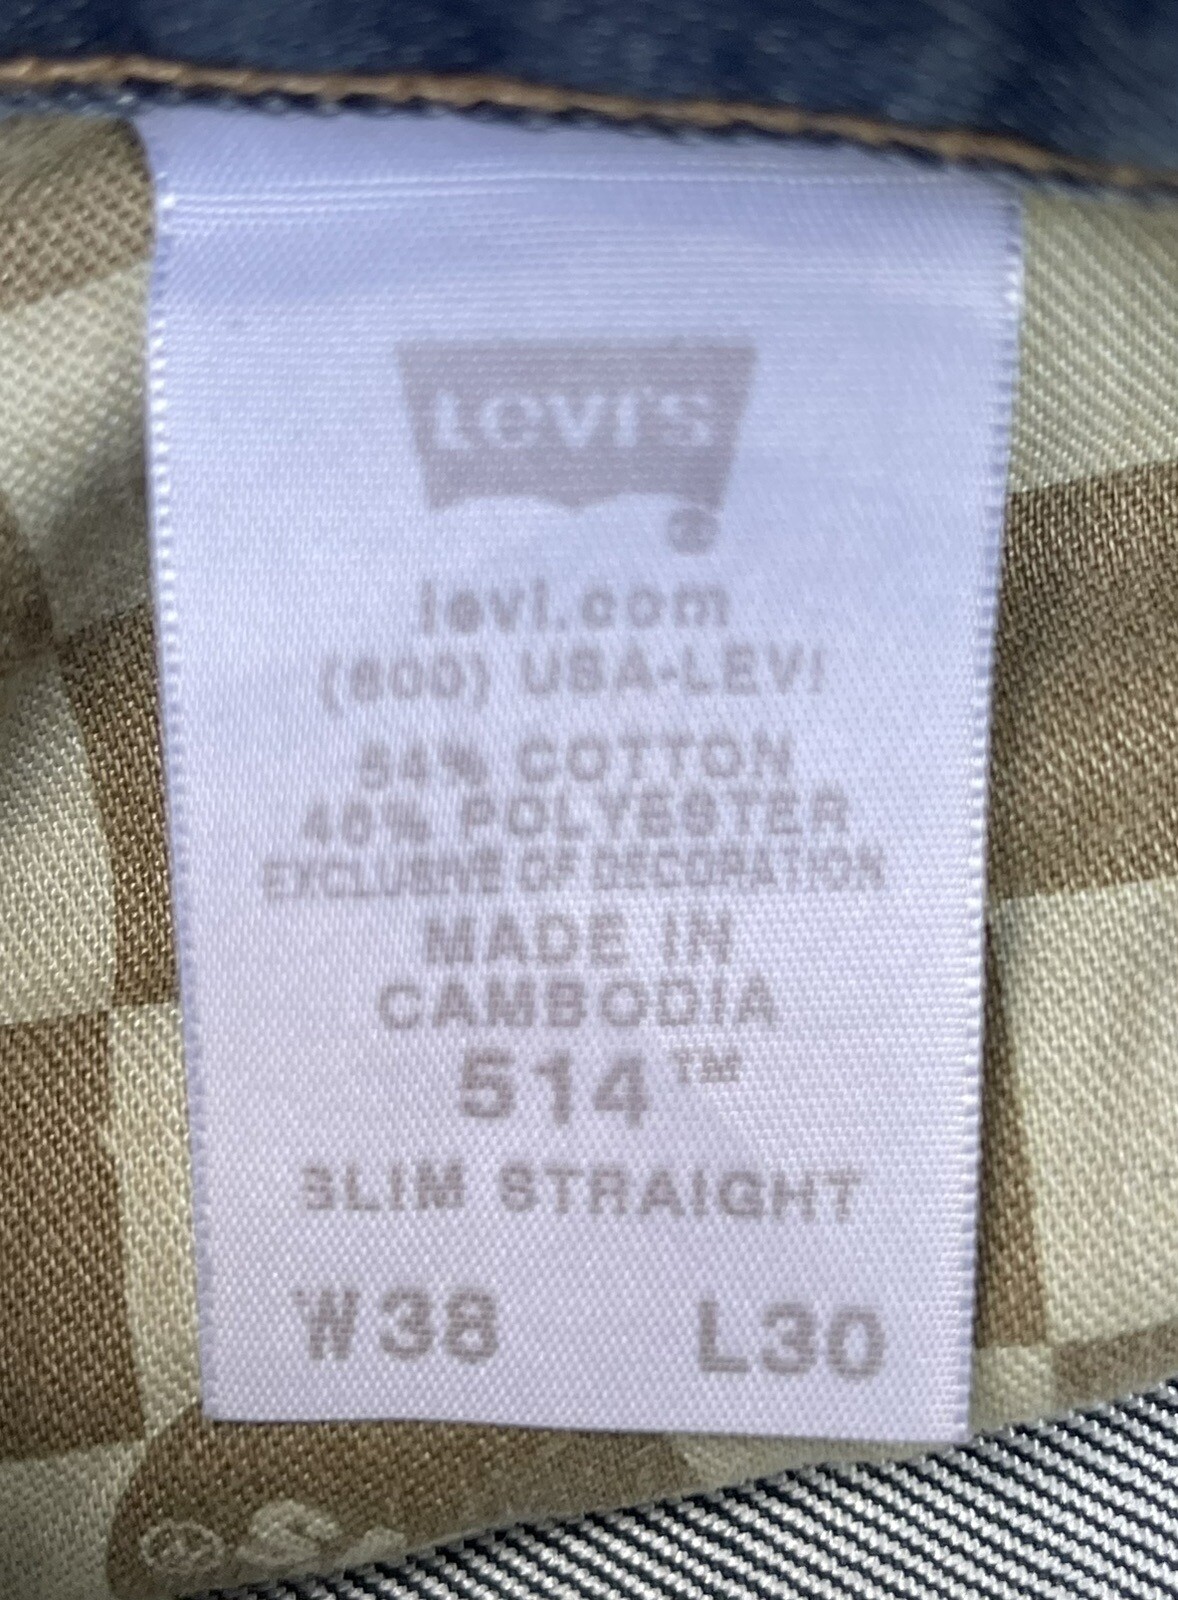 Levi's
®
levi.com
(800) USA-LEVI
54% COTTON
46% POLYESTER
EXCLUSIVE OF DECORATION
MADE IN
CAMBODIA
514™
SLIM STRAIGHT
W38 L30